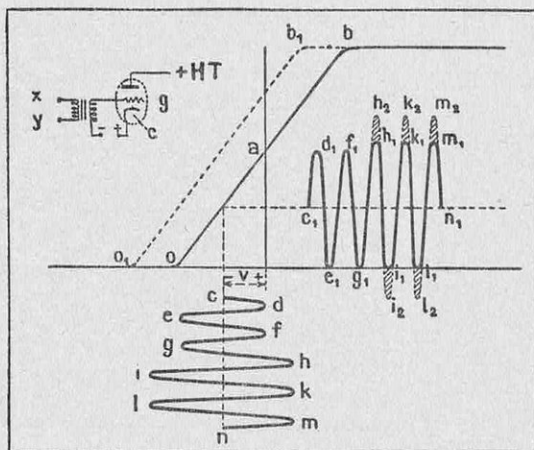 b₁ b
+HT
x
g
y
- +
c
h₂ k₂ m₂
a
d₁ f₁ h₁ k₁ m₁
c₁ n₁
o₁ o
e₁ g₁ i₁ l₁
v +
i₂ l₂
c d
e
f
g
h
i
k
l
n m